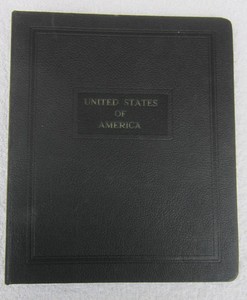 UNITED STATES
OF
AMERICA